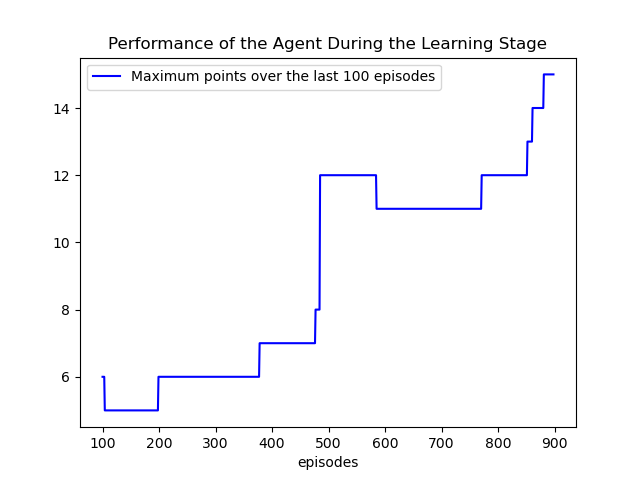 Performance of the Agent During the Learning Stage
Maximum points over the last 100 episodes
14
12
10
8
6
100 200 300 400 500 600 700 800 900
episodes